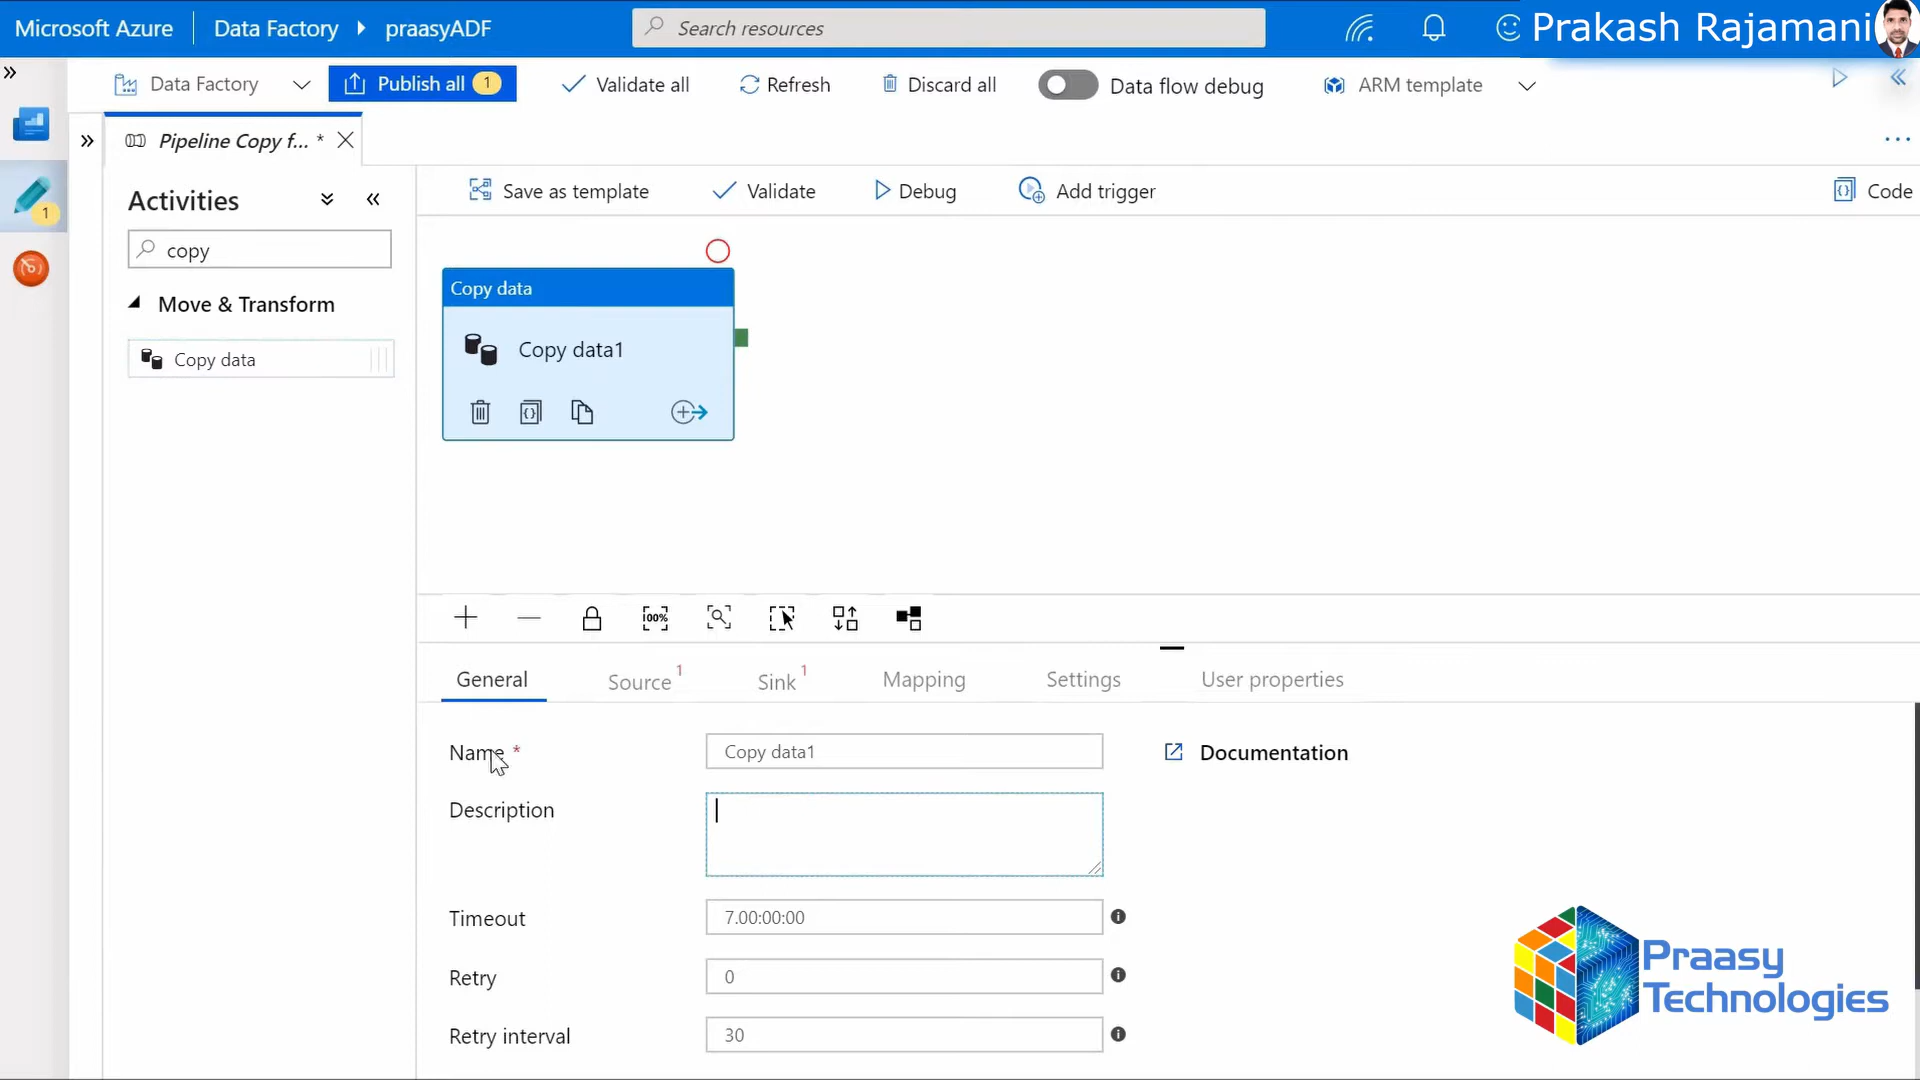 Microsoft Azure
Data Factory
praasyADF
Search resources
Prakash Rajamani
Data Factory
Publish all
1
Validate all
Refresh
Discard all
Data flow debug
ARM template
Pipeline Copy f... *
1
Activities
copy
Move & Transform
Copy data
Save as template
Validate
Debug
Add trigger
Code
Copy data
Copy data1
100%
General
Source 1
Sink 1
Mapping
Settings
User properties
Name *
Copy data1
Documentation
Description
Timeout
7.00:00:00
Retry
0
Retry interval
30
Praasy
Technologies